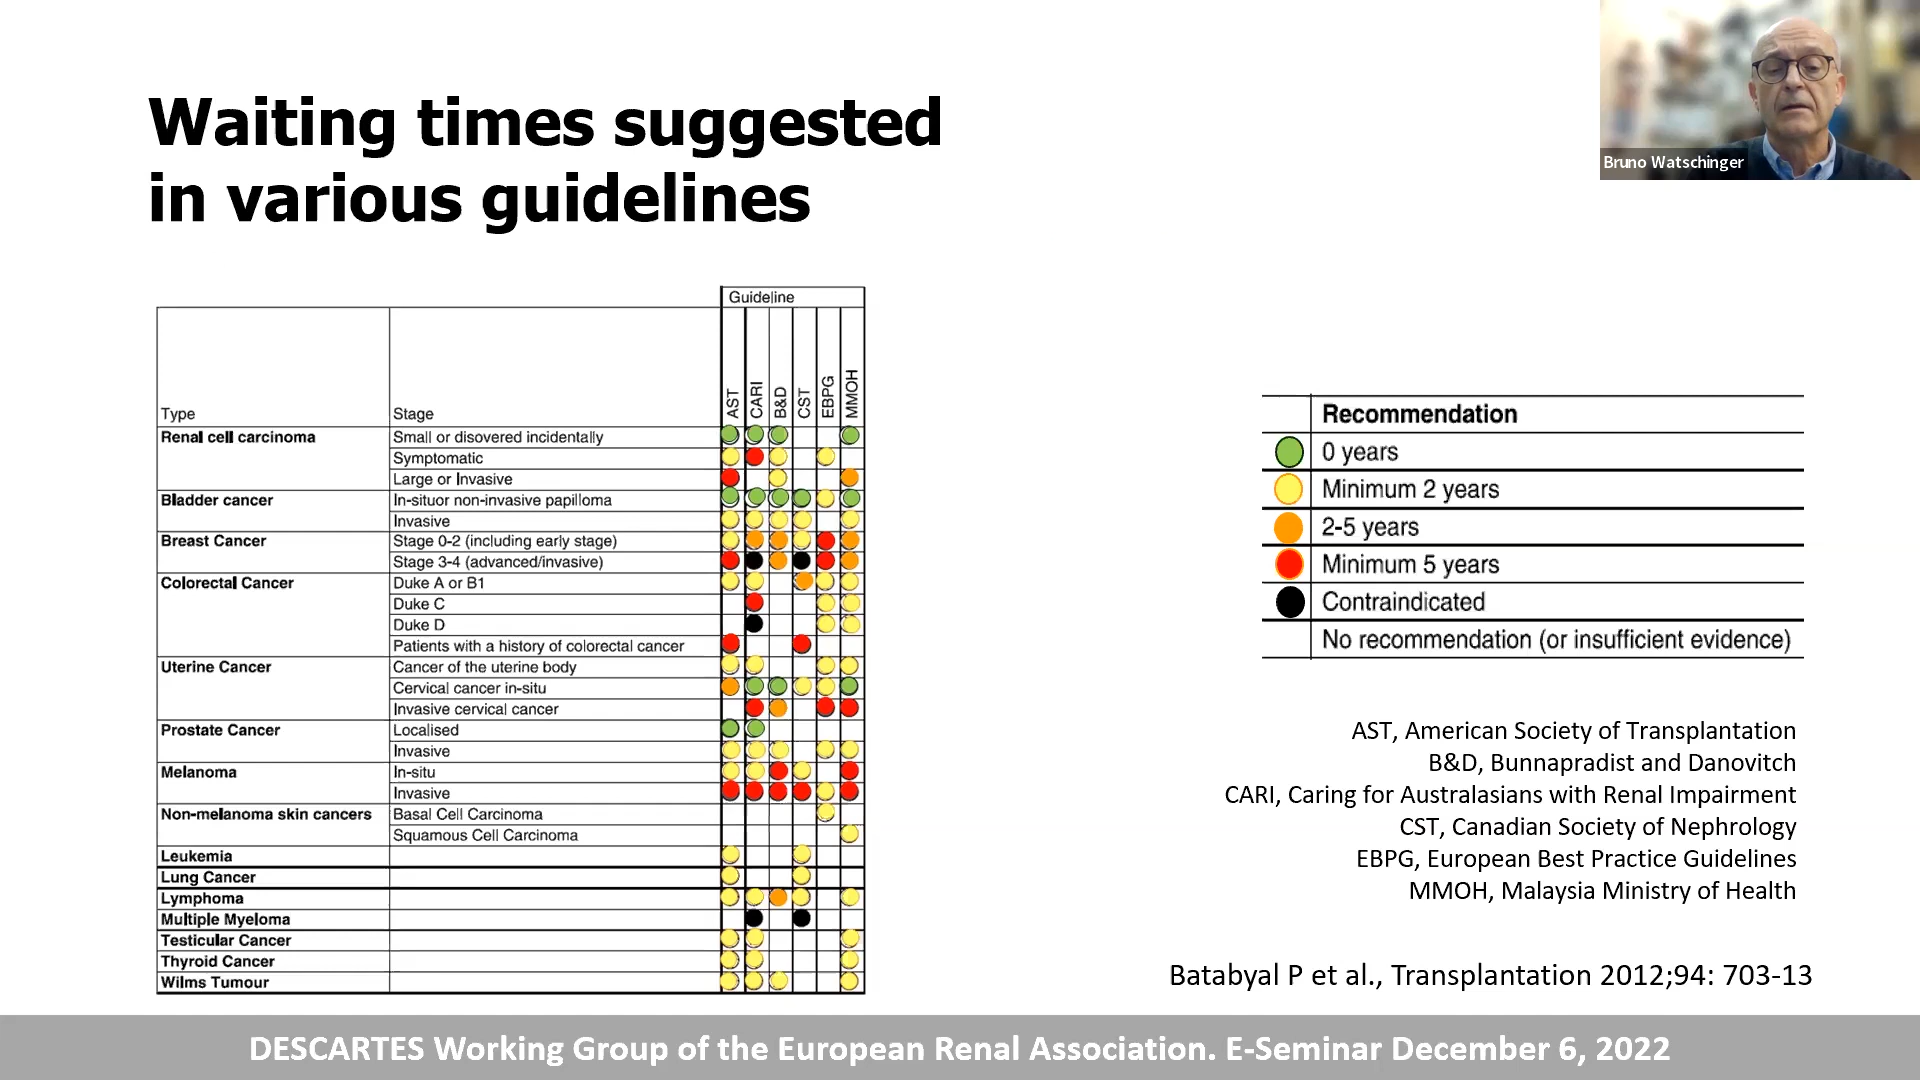 Waiting times suggested
in various guidelines
Bruno Watschinger
Guideline
Type
Stage
AST
CARI
B&D
CST
EBPG
MMOH
Renal cell carcinoma
Small or disovered incidentally
Symptomatic
Large or Invasive
Bladder cancer
In-situor non-invasive papilloma
Invasive
Breast Cancer
Stage 0-2 (including early stage)
Stage 3-4 (advanced/invasive)
Colorectal Cancer
Duke A or B1
Duke C
Duke D
Patients with a history of colorectal cancer
Uterine Cancer
Cancer of the uterine body
Cervical cancer in-situ
Invasive cervical cancer
Prostate Cancer
Localised
Invasive
Melanoma
In-situ
Invasive
Non-melanoma skin cancers
Basal Cell Carcinoma
Squamous Cell Carcinoma
Leukemia
Lung Cancer
Lymphoma
Multiple Myeloma
Testicular Cancer
Thyroid Cancer
Wilms Tumour
Recommendation
0 years
Minimum 2 years
2-5 years
Minimum 5 years
Contraindicated
No recommendation (or insufficient evidence)
AST, American Society of Transplantation
B&D, Bunnapradist and Danovitch
CARI, Caring for Australasians with Renal Impairment
CST, Canadian Society of Nephrology
EBPG, European Best Practice Guidelines
MMOH, Malaysia Ministry of Health
Batabyal P et al., Transplantation 2012;94: 703-13
DESCARTES Working Group of the European Renal Association. E-Seminar December 6, 2022